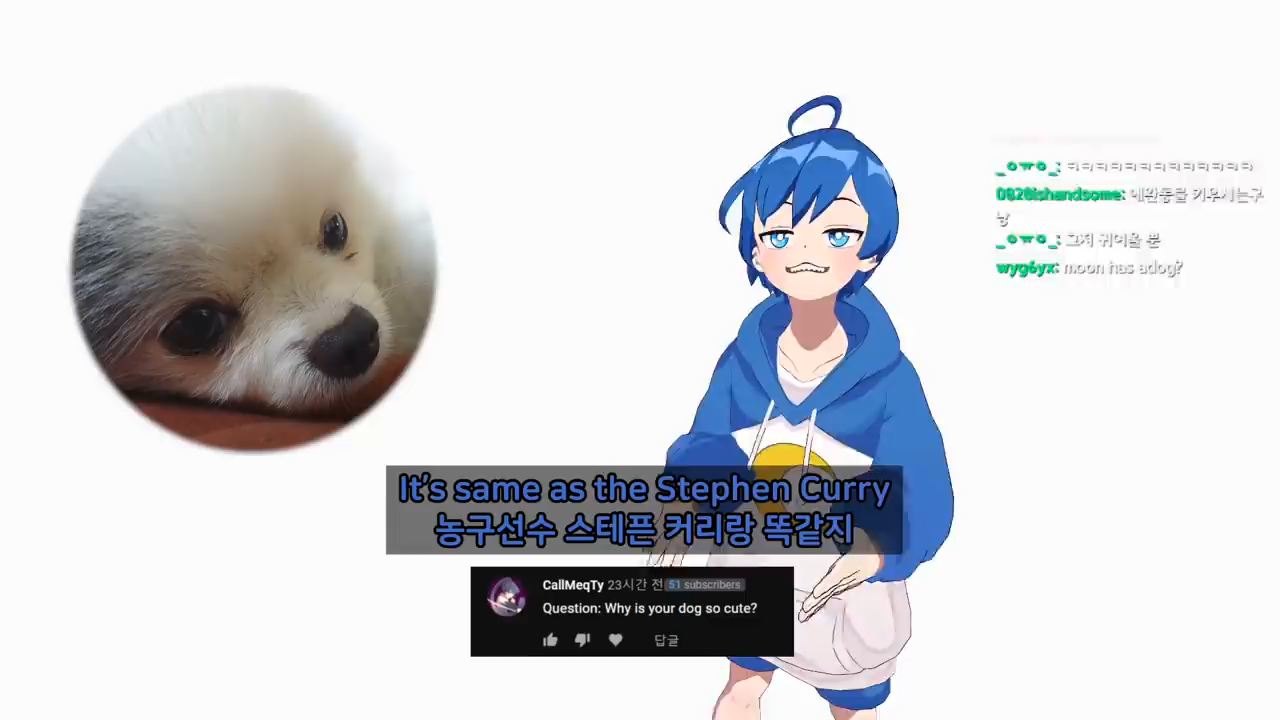 _ㅇㅠㅇ_: ㅋㅋㅋㅋㅋㅋㅋㅋㅋㅋㅋㅋㅋ
0828ishandsome: 애완동물 키우시는구
낭
_ㅇㅠㅇ_: 그저 귀여울 뿐
wyg6yx: moon has a dog?
It's same as the Stephen Curry
농구선수 스테픈 커리랑 똑같지
CallMeqTy 23시간 전 51 subscribers
Question: Why is your dog so cute?
답글